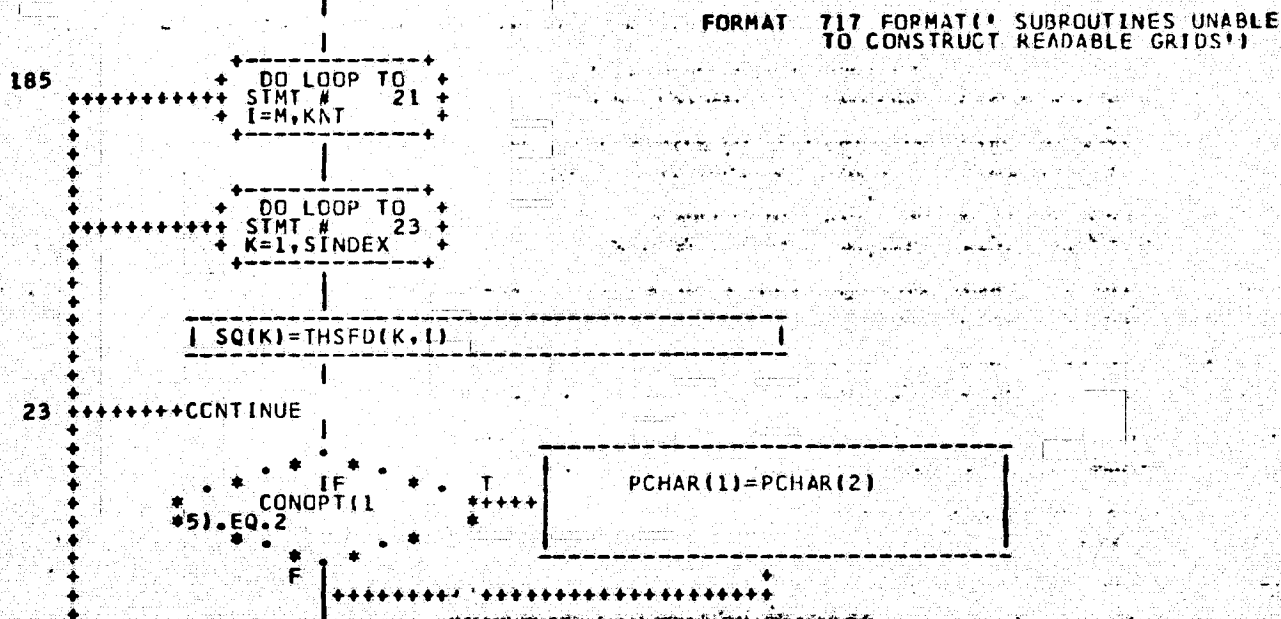 FORMAT 717 FORMAT(' SUBROUTINES UNABLE
TO CONSTRUCT READABLE GRIDS')
185
DO LOOP TO
STMT # 21
I=M,KNT
DO LOOP TO
STMT # 23
K=1,SINDEX
SQ(K)=THSFD(K,I)
23 CONTINUE
IF
CONOPT(1
5).EQ.2
T
PCHAR(1)=PCHAR(2)
F